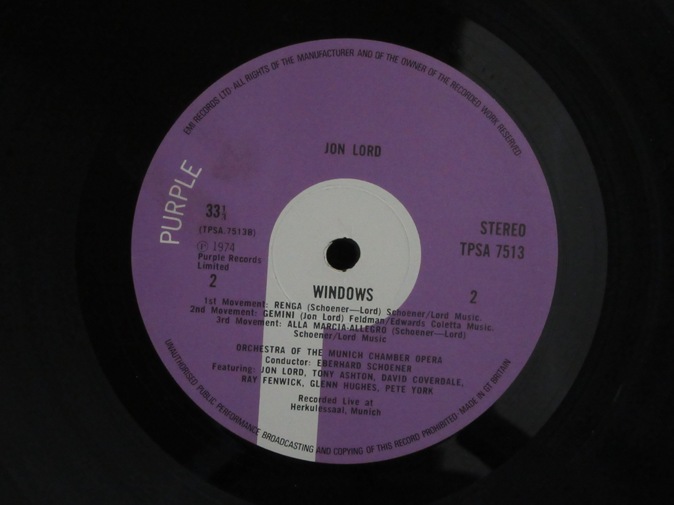 EMI RECORDS LTD ALL RIGHTS OF THE MANUFACTURER AND OF THE OWNER OF THE RECORDED WORK RESERVED
JON LORD
PURPLE
33⅓
(TPSA.7513B)
Ⓟ 1974
Purple Records
Limited
2
STEREO
TPSA 7513
2
WINDOWS
1st Movement: RENGA (Schoener—Lord) Schoener/Lord Music.
2nd Movement: GEMINI (Jon Lord) Feldman/Edwards Coletta Music.
3rd Movement: ALLA MARCIA-ALLEGRO (Schoener—Lord)
Schoener/Lord Music
ORCHESTRA OF THE MUNICH CHAMBER OPERA
Conductor: EBERHARD SCHOENER
Featuring: JON LORD, TONY ASHTON, DAVID COVERDALE,
RAY FENWICK, GLENN HUGHES, PETE YORK
Recorded Live at
Herkulessaal, Munich
UNAUTHORISED PUBLIC PERFORMANCE BROADCASTING AND COPYING OF THIS RECORD PROHIBITED · MADE IN GT BRITAIN